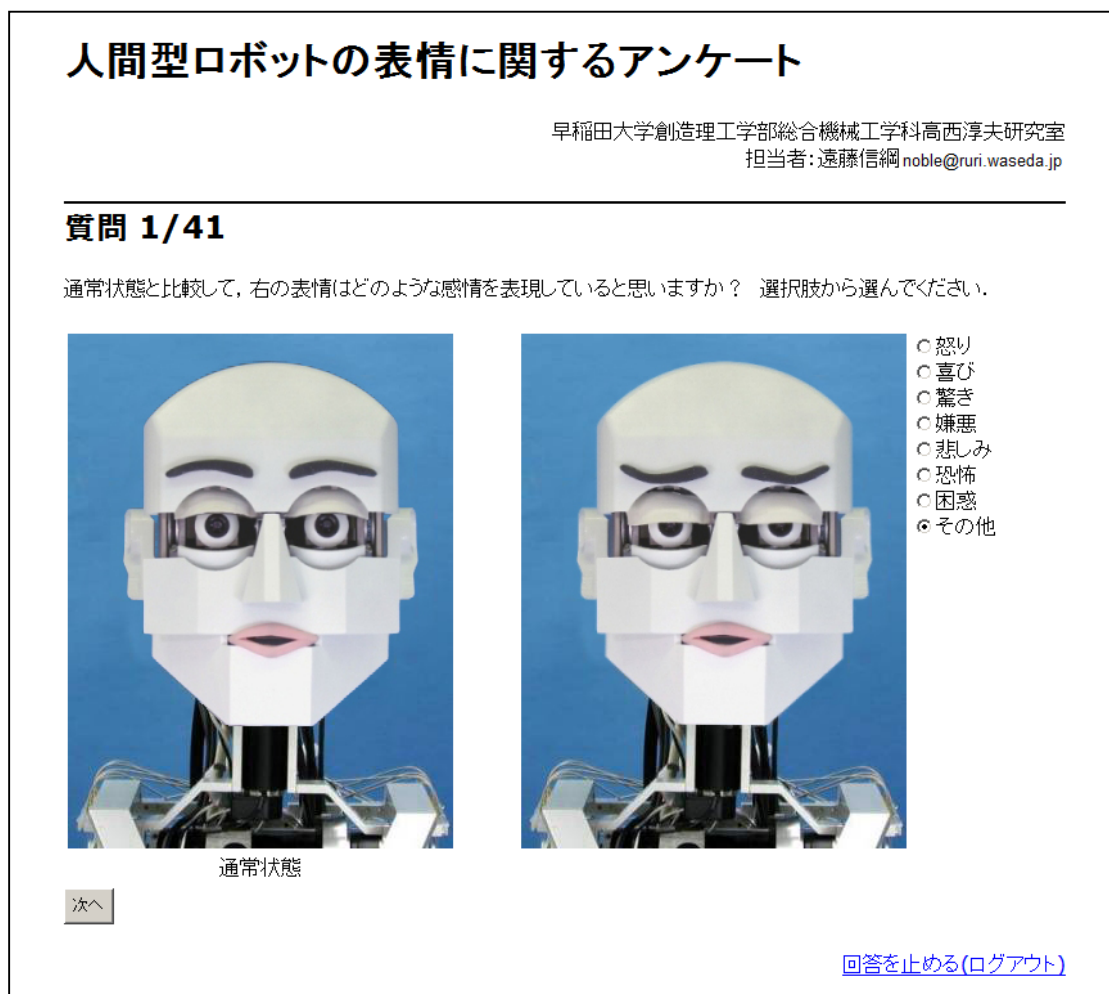 人間型ロボットの表情に関するアンケート
早稲田大学創造理工学部総合機械工学科高西淳夫研究室
担当者：遠藤信綱 noble@ruri.waseda.jp
質問 1/41
通常状態と比較して，右の表情はどのような感情を表現していると思いますか？　選択肢から選んでください．
怒り
喜び
驚き
嫌悪
悲しみ
恐怖
困惑
その他
通常状態
次へ
回答を止める(ログアウト)